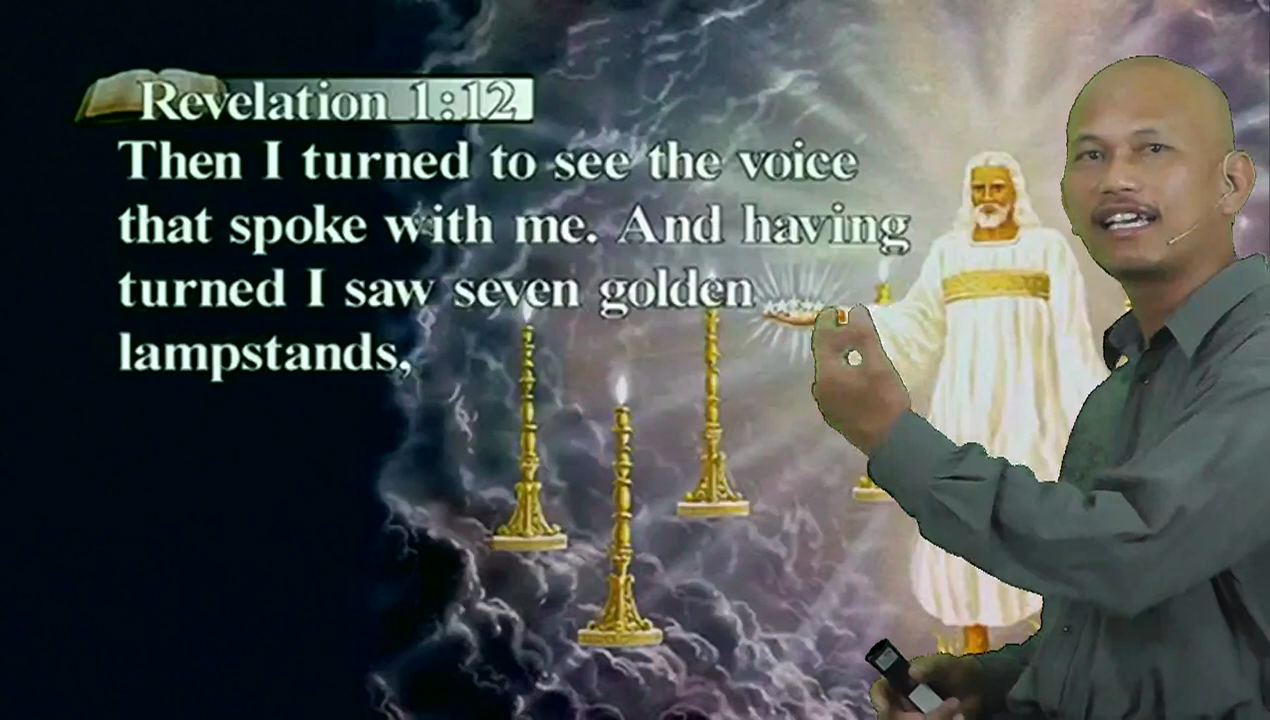 Revelation 1:12
Then I turned to see the voice
that spoke with me. And having
turned I saw seven golden
lampstands,